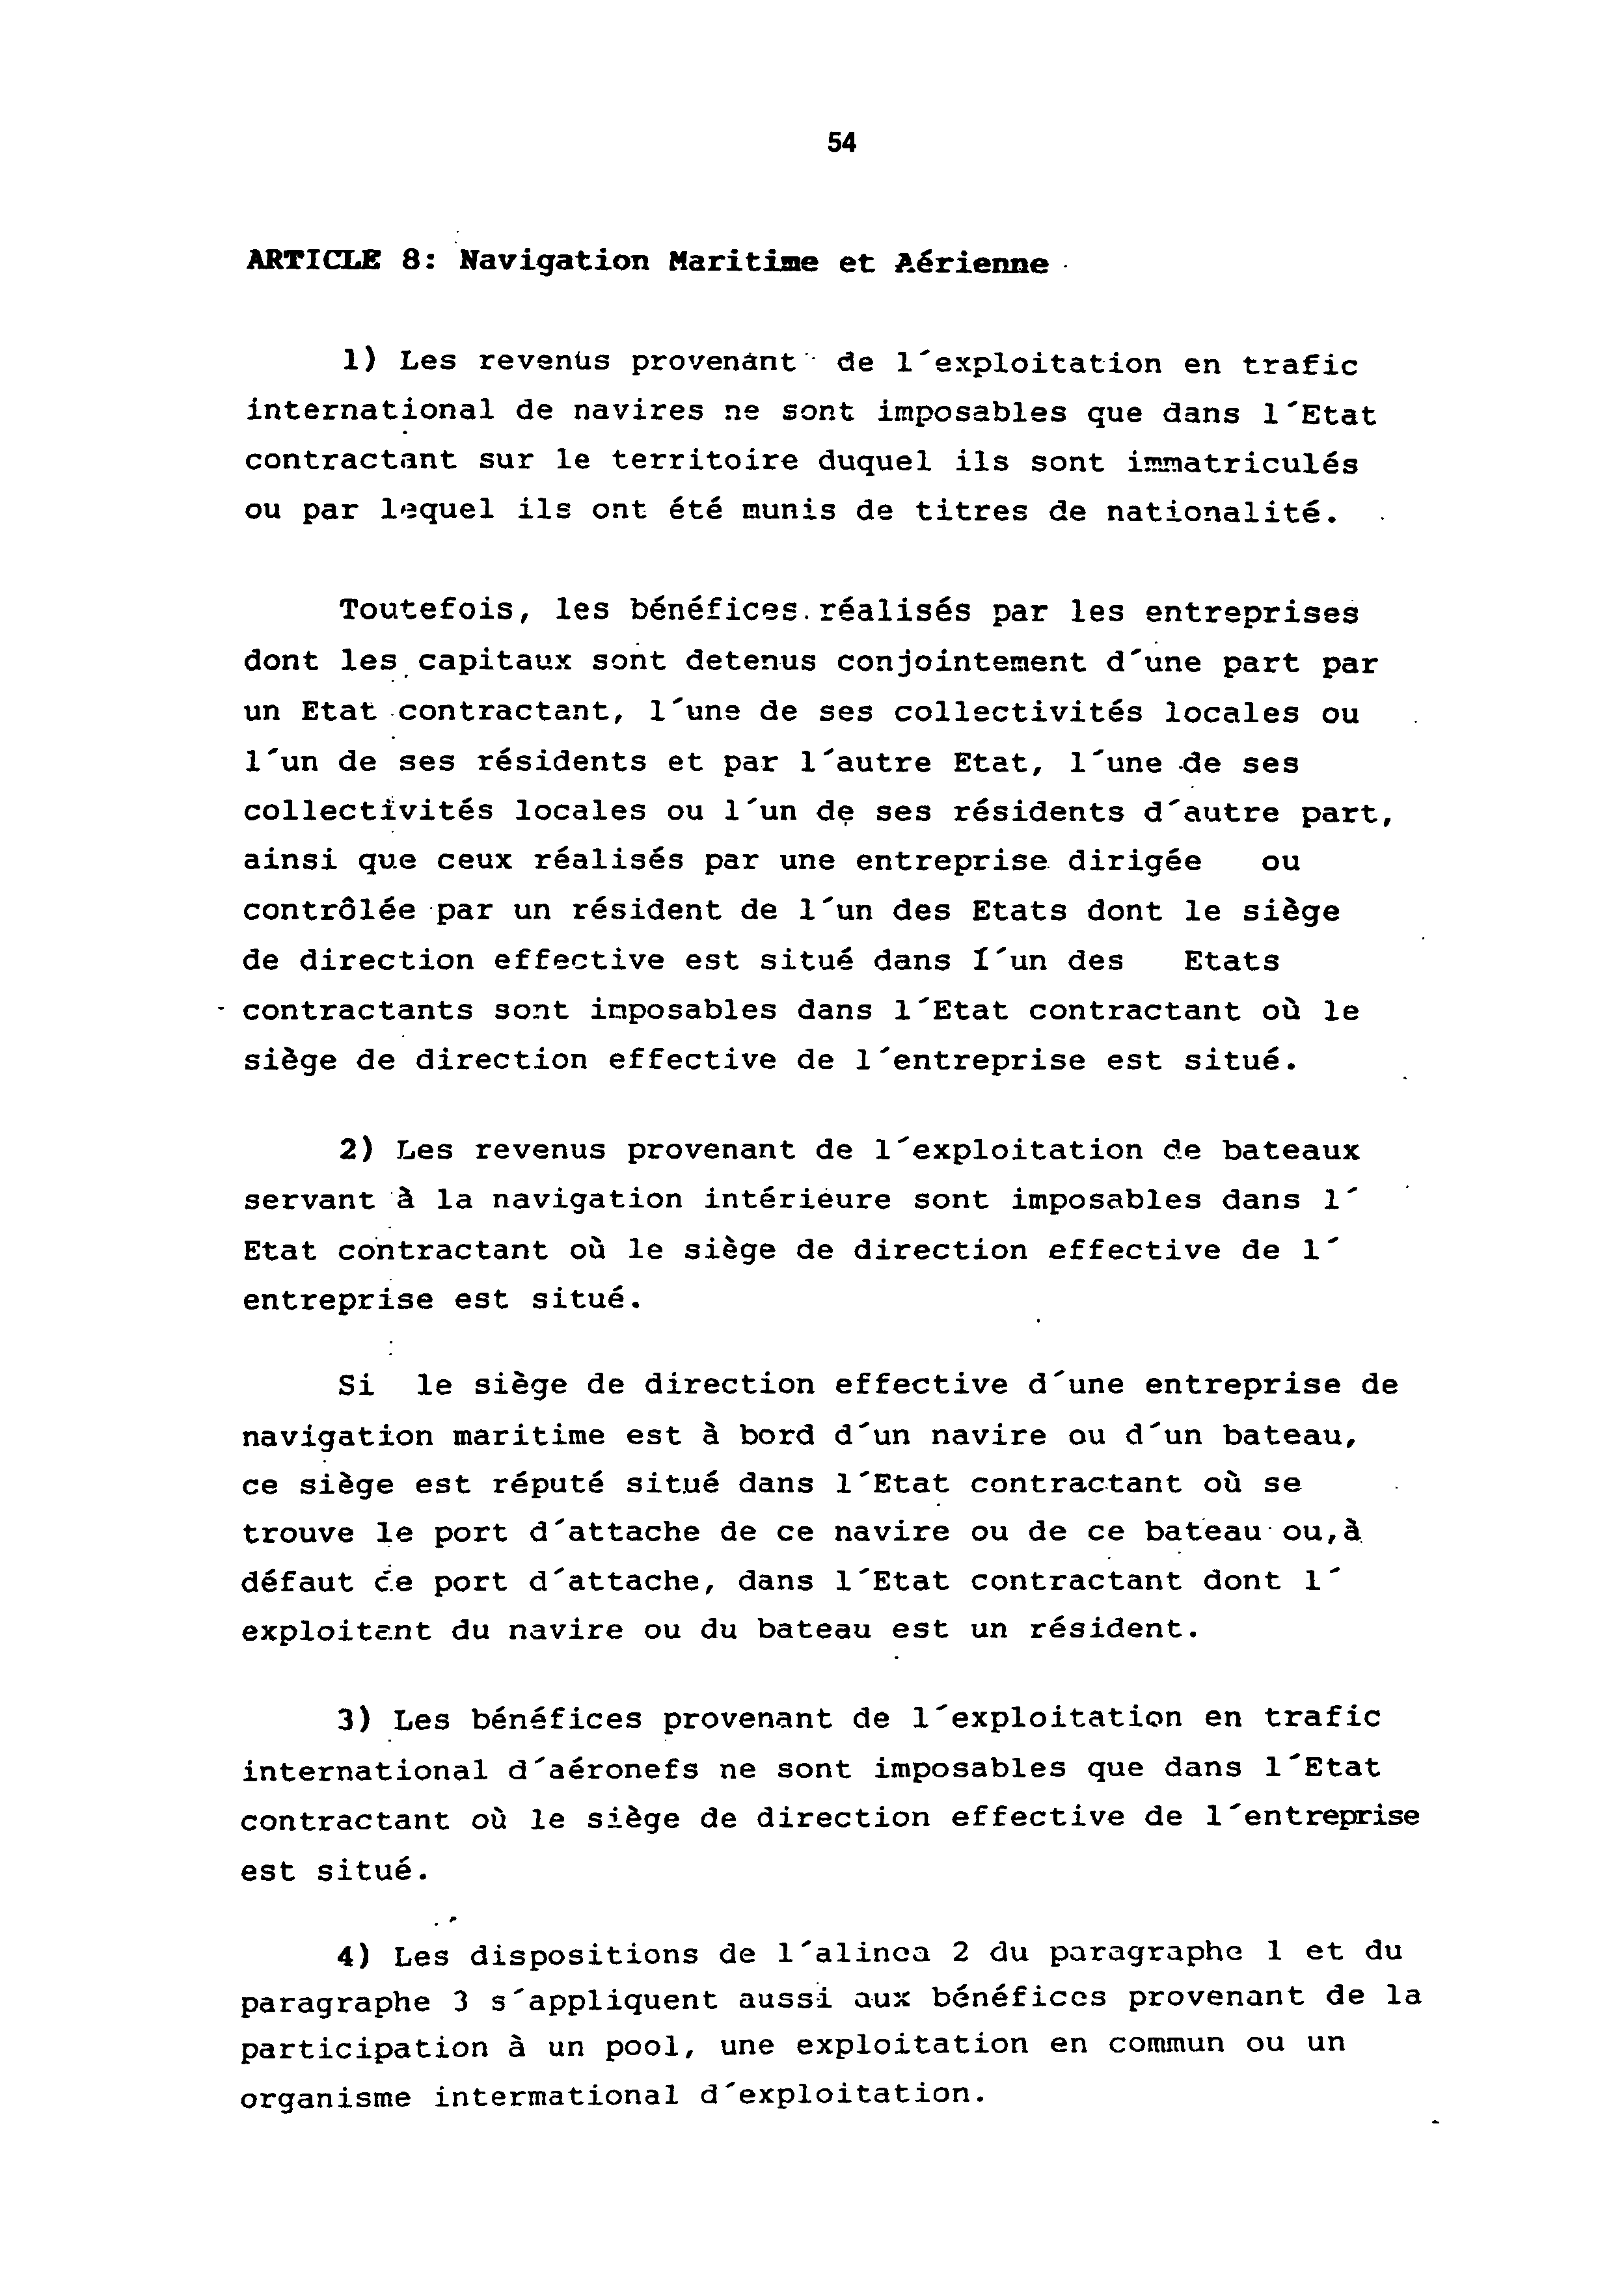 54
ARTICLE 8: Navigation Maritime et Aérienne
1) Les revenus provenant de l'exploitation en trafic
international de navires ne sont imposables que dans l'Etat
contractant sur le territoire duquel ils sont immatriculés
ou par lequel ils ont été munis de titres de nationalité.
Toutefois, les bénéfices réalisés par les entreprises
dont les capitaux sont detenus conjointement d'une part par
un Etat contractant, l'une de ses collectivités locales ou
l'un de ses résidents et par l'autre Etat, l'une de ses
collectivités locales ou l'un de ses résidents d'autre part,
ainsi que ceux réalisés par une entreprise dirigée ou
contrôlée par un résident de l'un des Etats dont le siège
de direction effective est situé dans l'un des Etats
contractants sont imposables dans l'Etat contractant où le
siège de direction effective de l'entreprise est situé.
2) Les revenus provenant de l'exploitation de bateaux
servant à la navigation intérieure sont imposables dans l'
Etat contractant où le siège de direction effective de l'
entreprise est situé.
Si le siège de direction effective d'une entreprise de
navigation maritime est à bord d'un navire ou d'un bateau,
ce siège est réputé situé dans l'Etat contractant où se
trouve le port d'attache de ce navire ou de ce bateau ou,à
défaut de port d'attache, dans l'Etat contractant dont l'
exploitant du navire ou du bateau est un résident.
3) Les bénéfices provenant de l'exploitation en trafic
international d'aéronefs ne sont imposables que dans l'Etat
contractant où le siège de direction effective de l'entreprise
est situé.
4) Les dispositions de l'alinea 2 du paragraphe 1 et du
paragraphe 3 s'appliquent aussi aux bénéfices provenant de la
participation à un pool, une exploitation en commun ou un
organisme intermational d'exploitation.